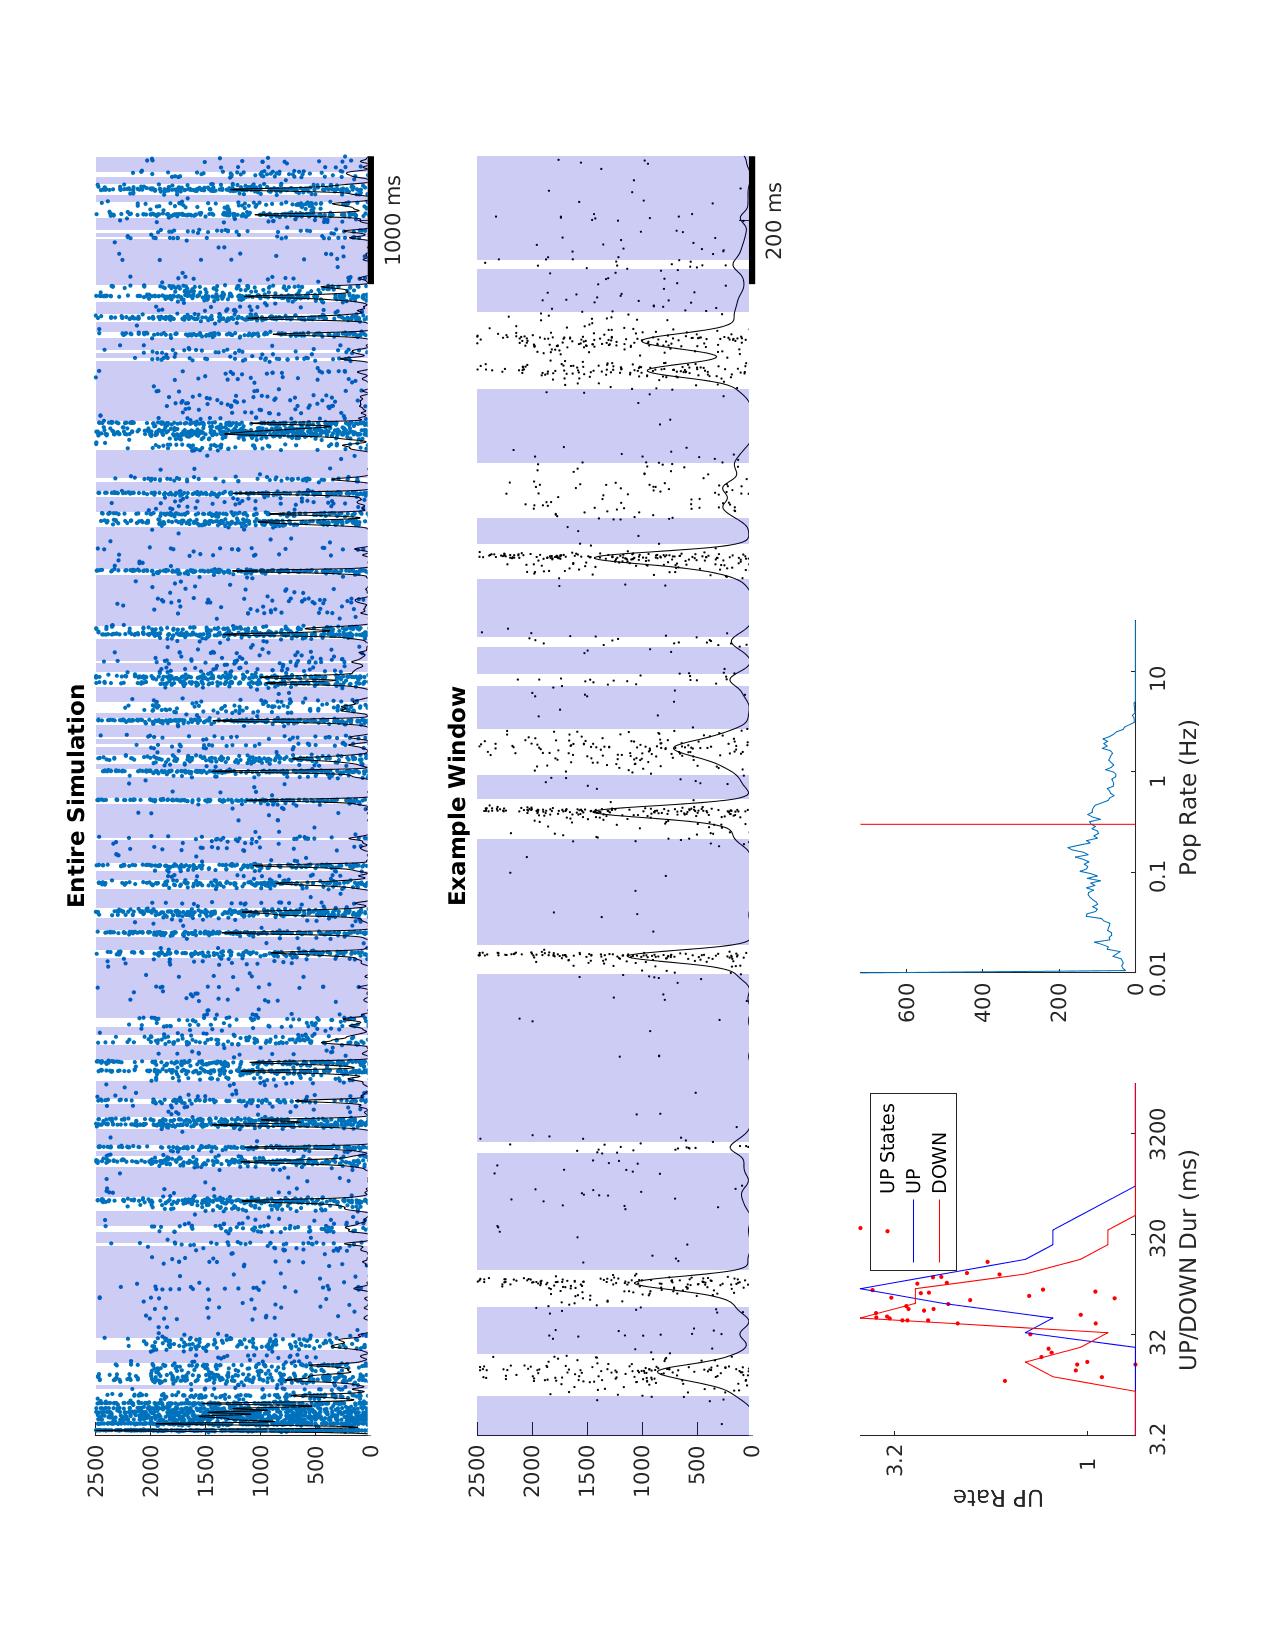 Entire Simulation
2500
2000
1500
1000
500
0
1000 ms
Example Window
2500
2000
1500
1000
500
0
200 ms
UP Rate
3.2
1
UP States
UP
DOWN
3.2 32 320 3200
UP/DOWN Dur (ms)
600
400
200
0
0.01 0.1 1 10
Pop Rate (Hz)